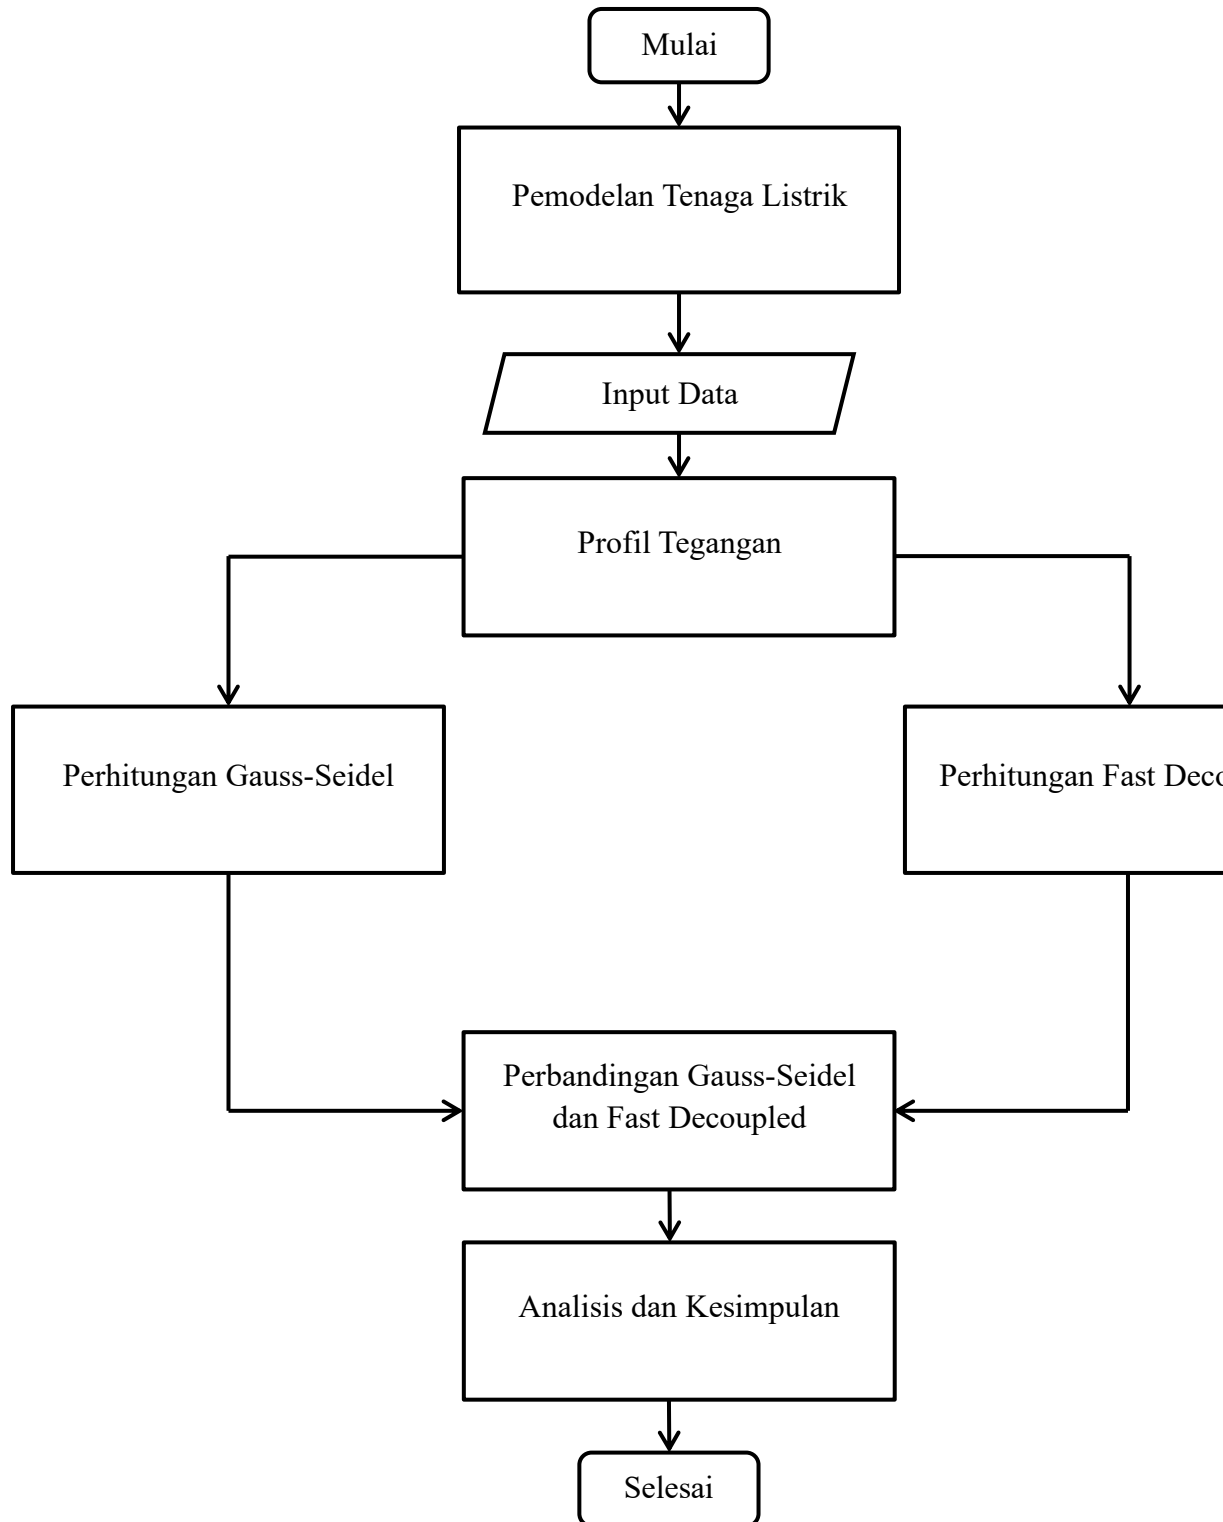 Mulai
Pemodelan Tenaga Listrik
Input Data
Profil Tegangan
Perhitungan Gauss-Seidel
Perhitungan Fast
Perbandingan Gauss-Seidel
dan Fast Decoupled
Analisis dan Kesimpulan
Selesai